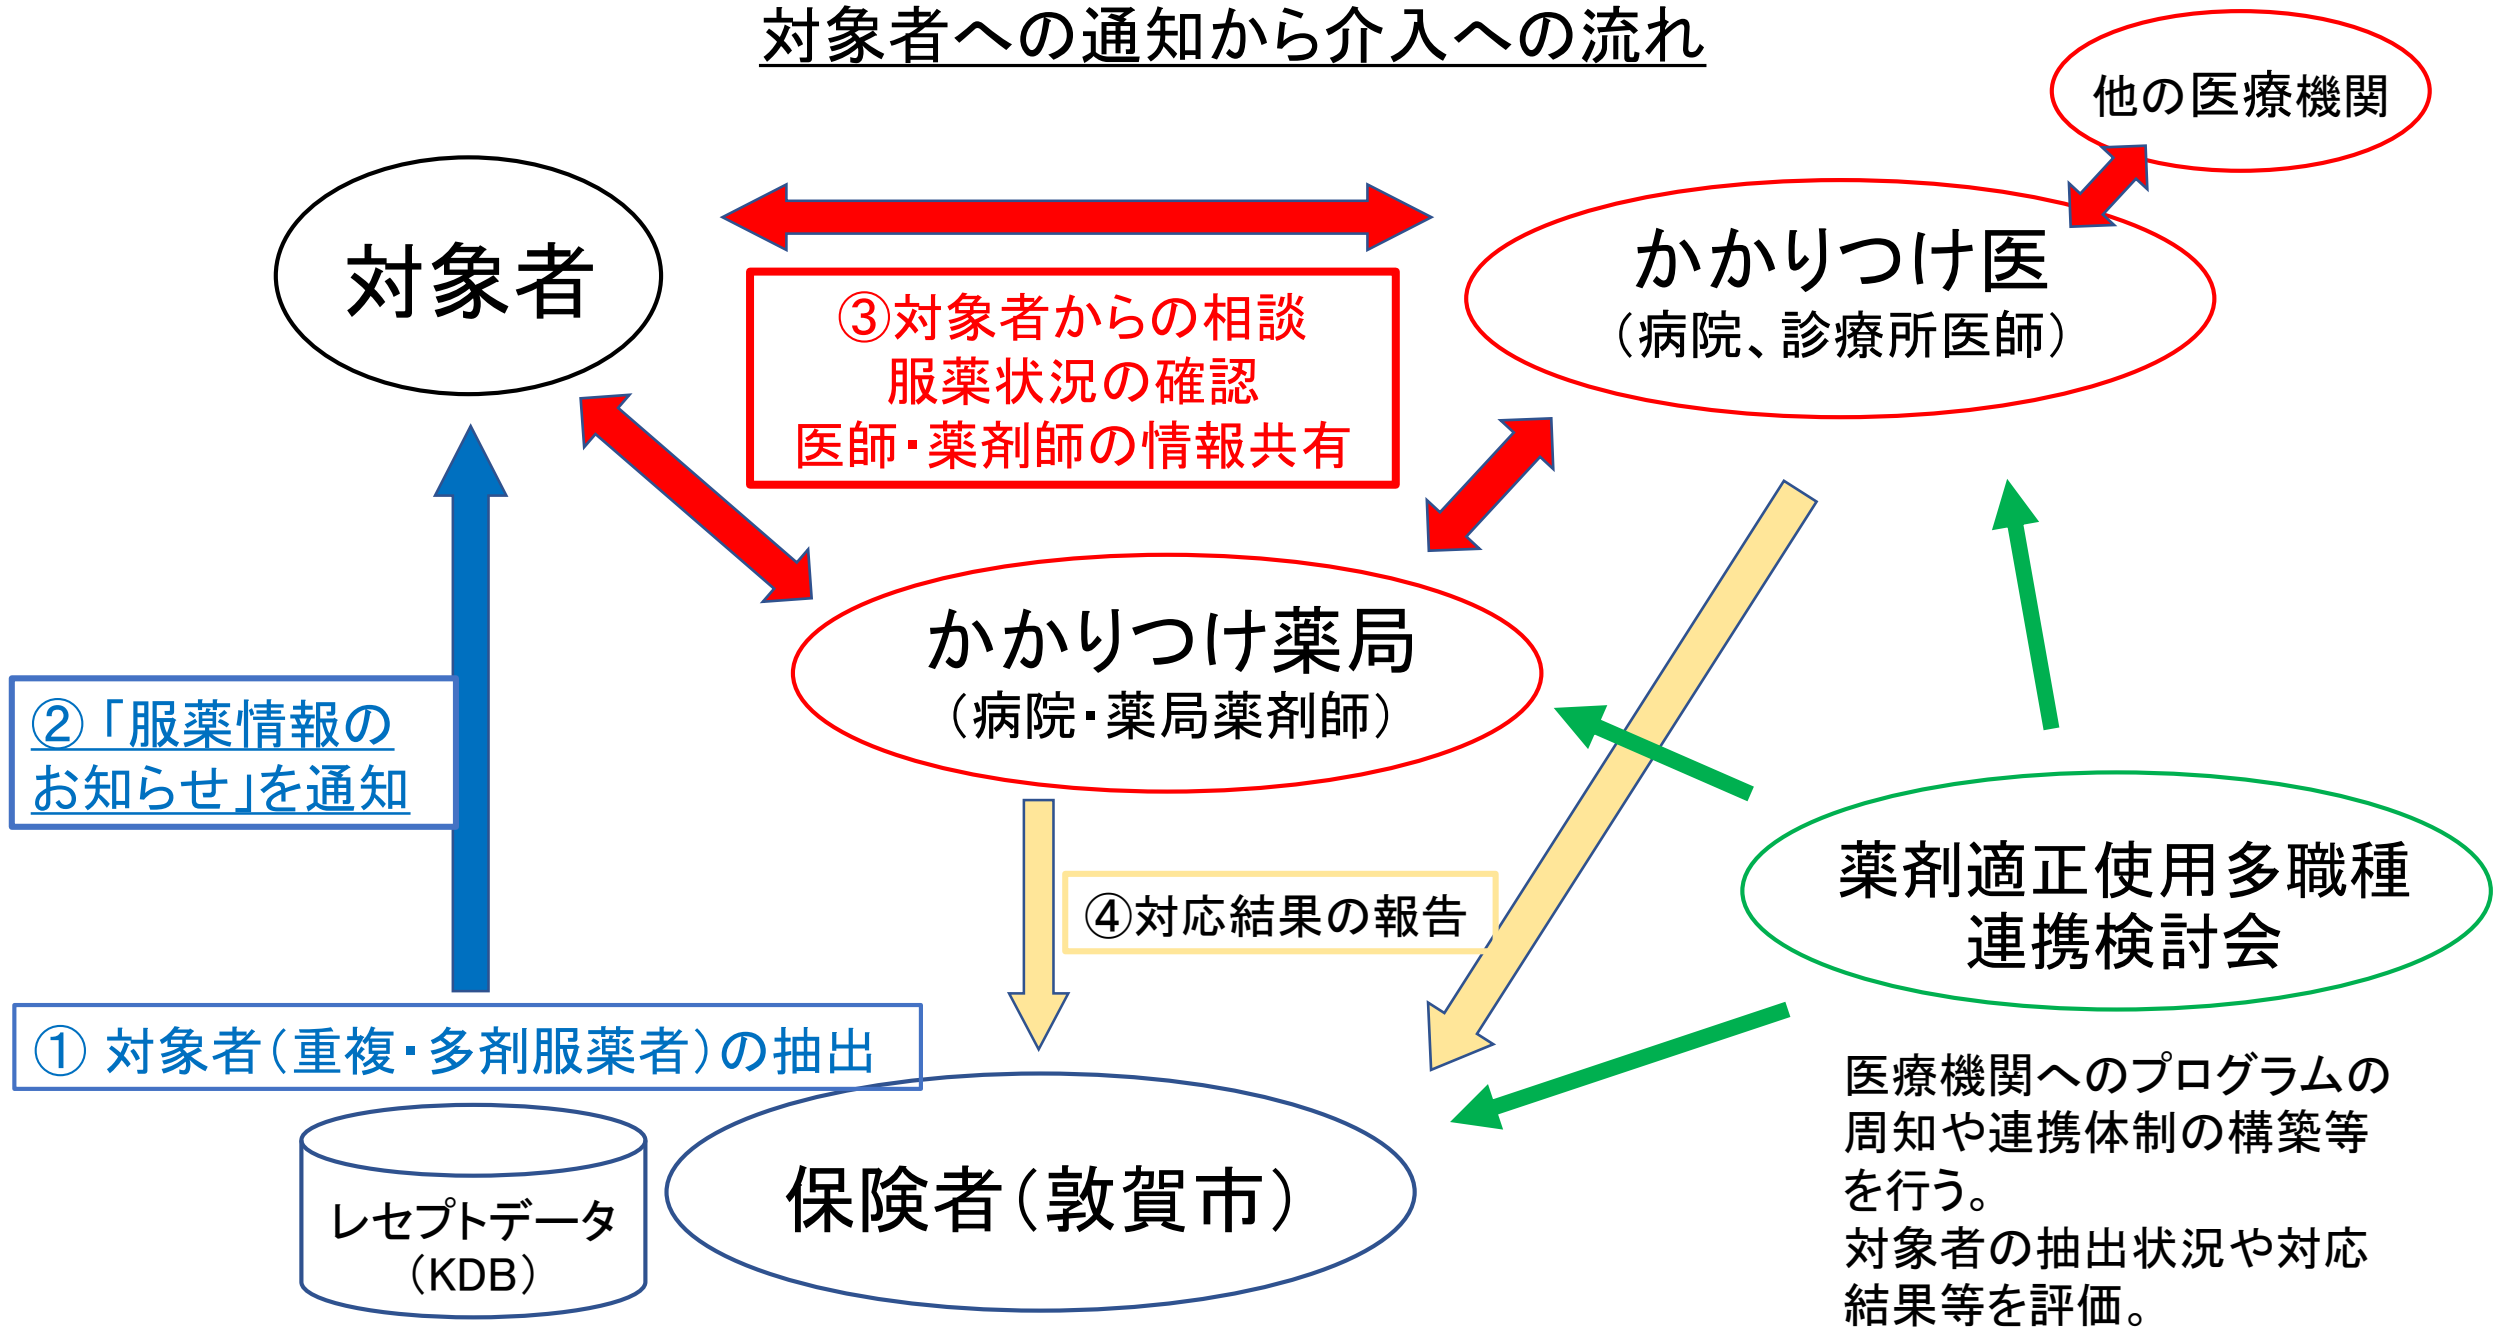 対象者への通知から介入への流れ
他の医療機関
対象者
かかりつけ医
（病院、診療所医師）
③対象者からの相談
服薬状況の確認
医師・薬剤師の情報共有
かかりつけ薬局
（病院・薬局薬剤師）
②「服薬情報の
お知らせ」を通知
薬剤適正使用多職種
連携検討会
④対応結果の報告
① 対象者（重複・多剤服薬者）の抽出
医療機関へのプログラムの
周知や連携体制の構築等
を行う。
対象者の抽出状況や介入
結果等を評価。
保険者（敦賀市）
レセプトデータ
（KDB）